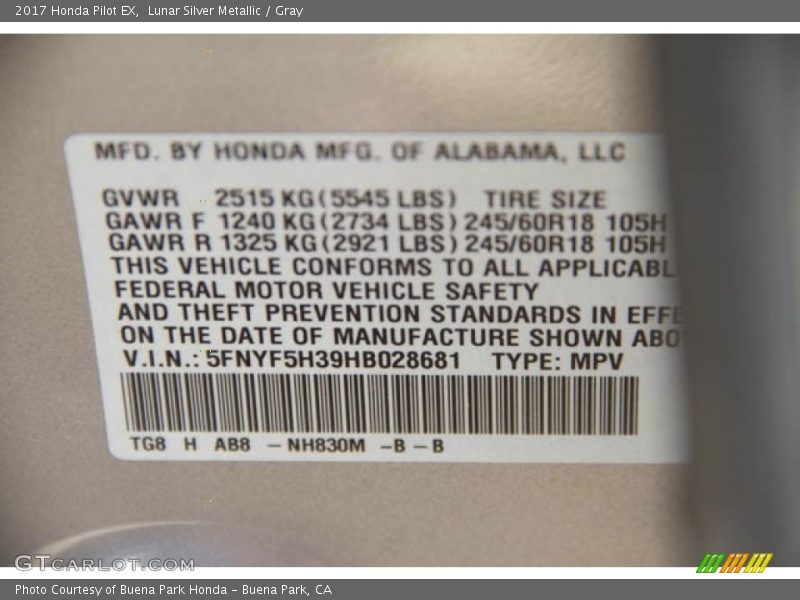 2017 Honda Pilot EX, Lunar Silver Metallic / Gray
MFD. BY HONDA MFG. OF ALABAMA, LLC
GVWR 2515 KG (5545 LBS) TIRE SIZE
GAWR F 1240 KG (2734 LBS) 245/60R18 105H
GAWR R 1325 KG (2921 LBS) 245/60R18 105H
THIS VEHICLE CONFORMS TO ALL APPLICABL
FEDERAL MOTOR VEHICLE SAFETY
AND THEFT PREVENTION STANDARDS IN EFFE
ON THE DATE OF MANUFACTURE SHOWN ABO
V.I.N.: 5FNYF5H39HB028681 TYPE: MPV
TG8 H AB8 – NH830M –B – B
GTCARLOT.COM
Photo Courtesy of Buena Park Honda – Buena Park, CA